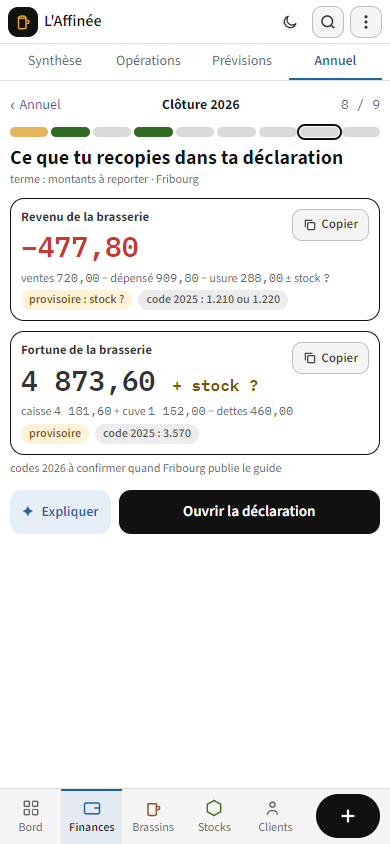 L'Affinée
Synthèse Opérations Prévisions Annuel
‹ Annuel Clôture 2026 8 / 9
Ce que tu recopies dans ta déclaration
terme : montants à reporter · Fribourg
Revenu de la brasserie
Copier
−477,80
ventes 720,00 − dépensé 909,80 − usure 288,00 ± stock ?
provisoire : stock ? code 2025 : 1.210 ou 1.220
Fortune de la brasserie
Copier
4 873,60 + stock ?
caisse 4 181,60 + cuve 1 152,00 − dettes 460,00
provisoire code 2025 : 3.570
codes 2026 à confirmer quand Fribourg publie le guide
Expliquer Ouvrir la déclaration
Bord Finances Brassins Stocks Clients